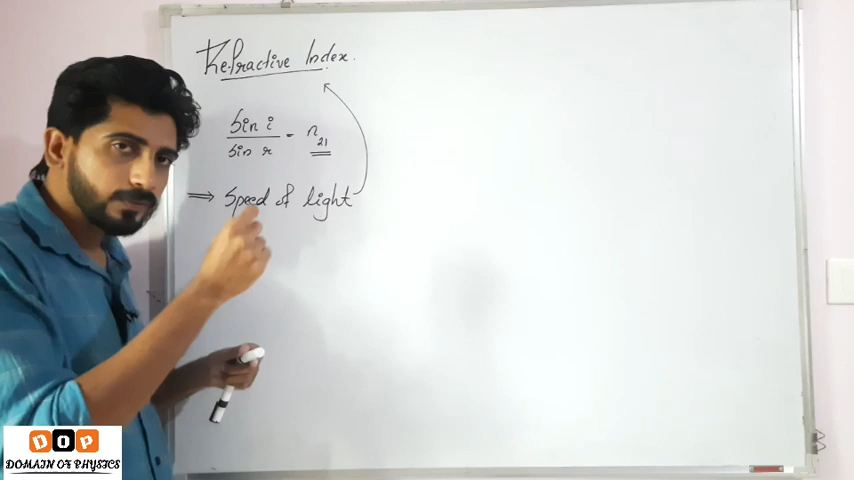 Refractive Index.
Sin i
sin r
= n21
⇒ Speed of light
DOP
DOMAIN OF PHYSICS